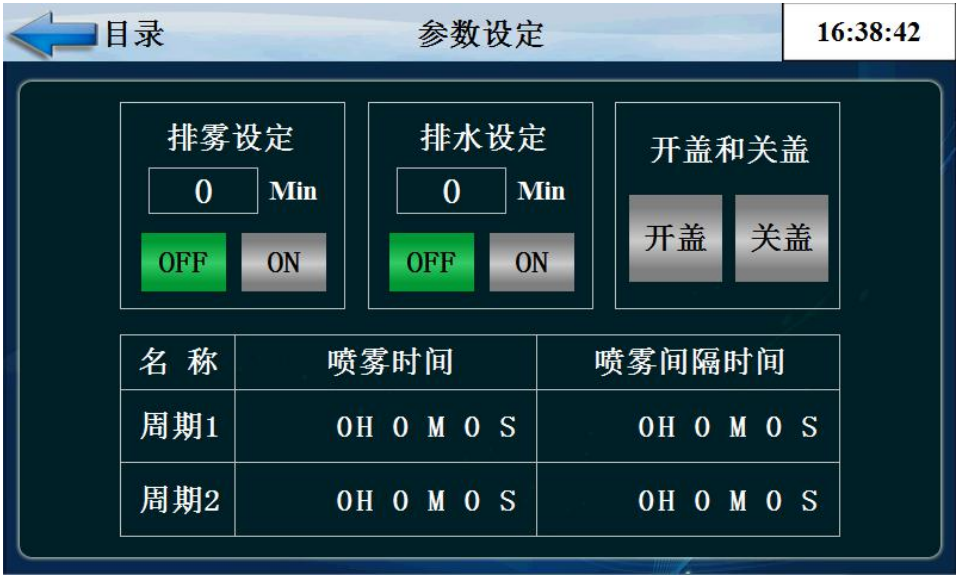 目录 参数设定 16:38:42
排雾设定 排水设定 开盖和关盖
0 Min 0 Min
开盖 关盖
OFF ON OFF ON
名 称 喷雾时间 喷雾间隔时间
周期1 0H 0 M 0 S 0H 0 M 0 S
周期2 0H 0 M 0 S 0H 0 M 0 S